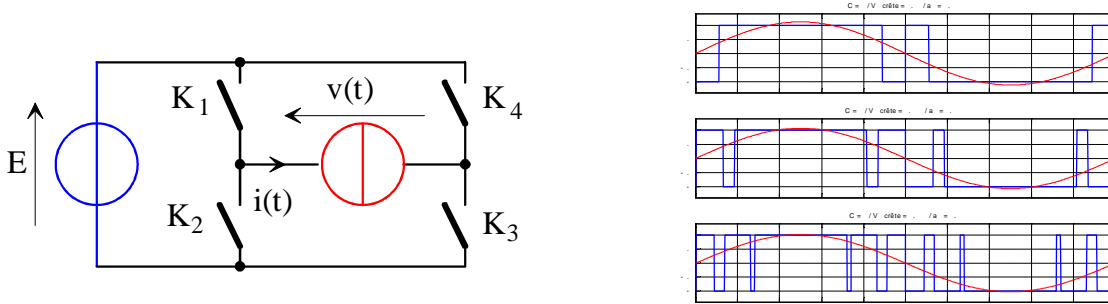 C = /V crête = . /a = .
K1
v(t)
K4
E
C = /V crête = . /a = .
K2
i(t)
K3
C = /V crête = . /a = .